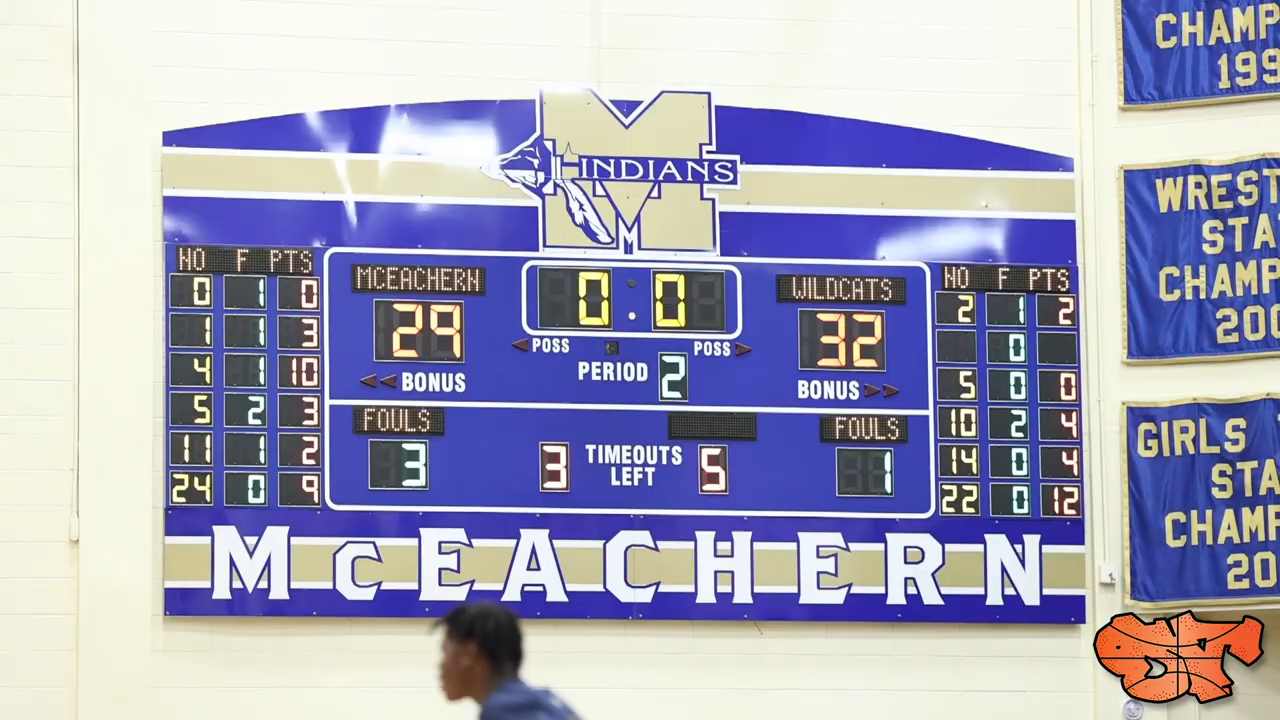 INDIANS
NO F PTS
0 1 0
1 1 3
4 1 10
5 2 3
11 1 2
24 0 9
MCEACHERN
29
BONUS
0:0
POSS POSS
PERIOD 2
WILDCATS
32
BONUS
FOULS
3
3 TIMEOUTS LEFT 5
FOULS
1
NO F PTS
2 1 2
0
5 0 0
10 2 4
14 0 4
22 0 12
McEACHERN
CHAMP
199
WREST
STA
CHAMP
200
GIRLS
STA
CHAMP
20